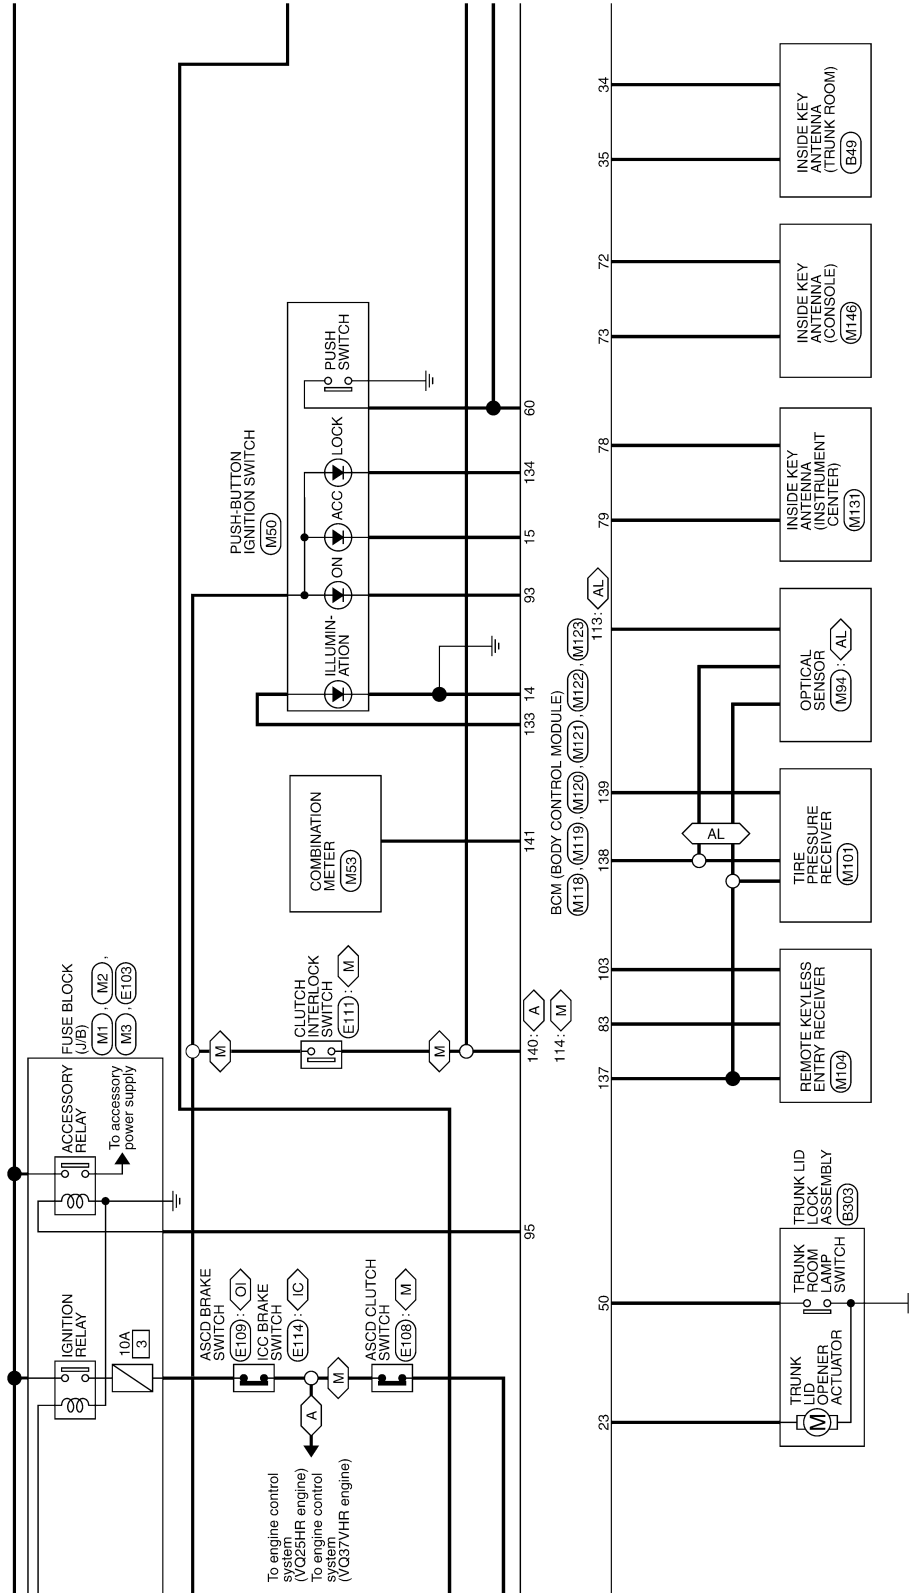 FUSE BLOCK
(J/B)
M1 , M2 ,
M3 , E103
IGNITION
RELAY
ACCESSORY
RELAY
To accessory
power supply
10A
3
ASCD BRAKE
SWITCH
E109 : OI
ICC BRAKE
SWITCH
E114 : IC
A
M
ASCD CLUTCH
SWITCH
E108 : M
To engine control
system
(VQ25HR engine)
To engine control
system
(VQ37VHR engine)
M
CLUTCH
INTERLOCK
SWITCH
E111 : M
M
COMBINATION
METER
M53
PUSH-BUTTON
IGNITION SWITCH
M50
ILLUMIN-
ATION
ON
ACC
LOCK
PUSH
SWITCH
95
140: A
114: M
141
133
14
93
15
134
60
BCM (BODY CONTROL MODULE)
M118 , M119 , M120 , M121 , M122 , M123
23
50
137
83
103
138
139
113: AL
79
78
73
72
35
34
AL
TRUNK LID
LOCK
ASSEMBLY
B303
TRUNK
LID
OPENER
ACTUATOR
M
TRUNK
ROOM
LAMP
SWITCH
REMOTE KEYLESS
ENTRY RECEIVER
M104
TIRE
PRESSURE
RECEIVER
M101
OPTICAL
SENSOR
M94 : AL
INSIDE KEY
ANTENNA
(INSTRUMENT
CENTER)
M131
INSIDE KEY
ANTENNA
(CONSOLE)
M146
INSIDE KEY
ANTENNA
(TRUNK ROOM)
B49